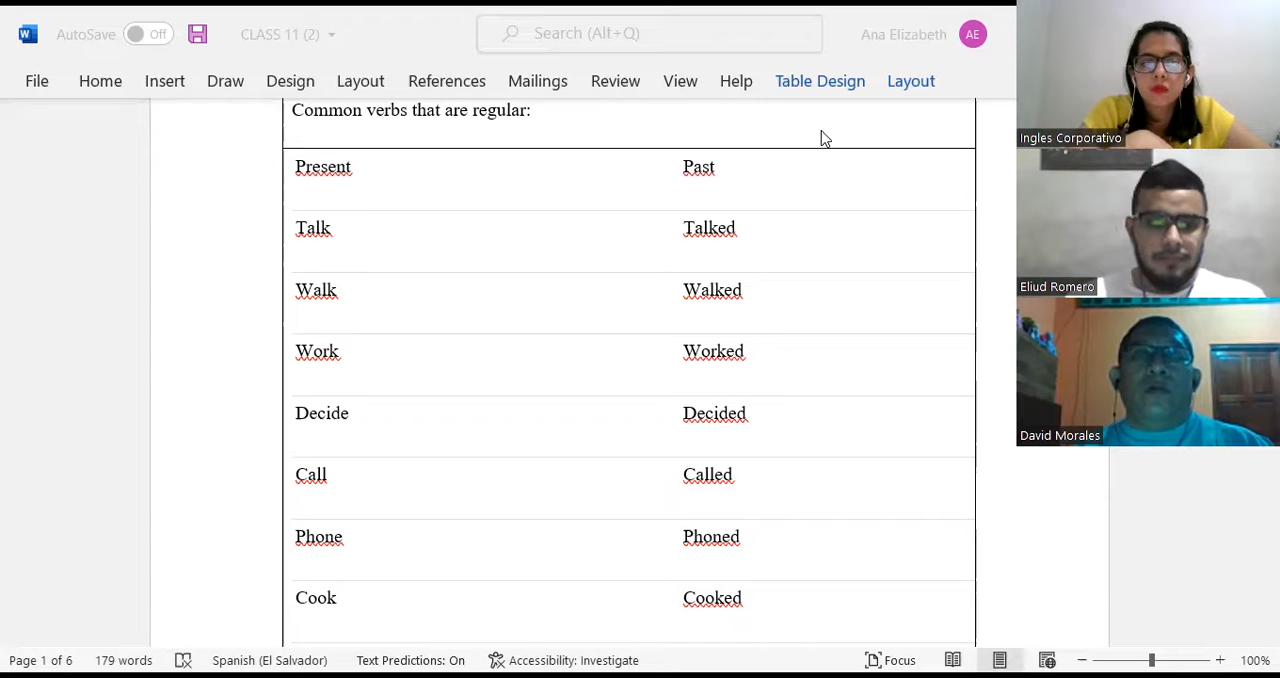 AutoSave Off CLASS 11 (2) Search (Alt+Q) Ana Elizabeth AE
File Home Insert Draw Design Layout References Mailings Review View Help Table Design Layout
Common verbs that are regular:
Present Past
Talk Talked
Walk Walked
Work Worked
Decide Decided
Call Called
Phone Phoned
Cook Cooked
Page 1 of 6 179 words Spanish (El Salvador) Text Predictions: On Accessibility: Investigate Focus 100%
Ingles Corporativo
Eliud Romero
David Morales